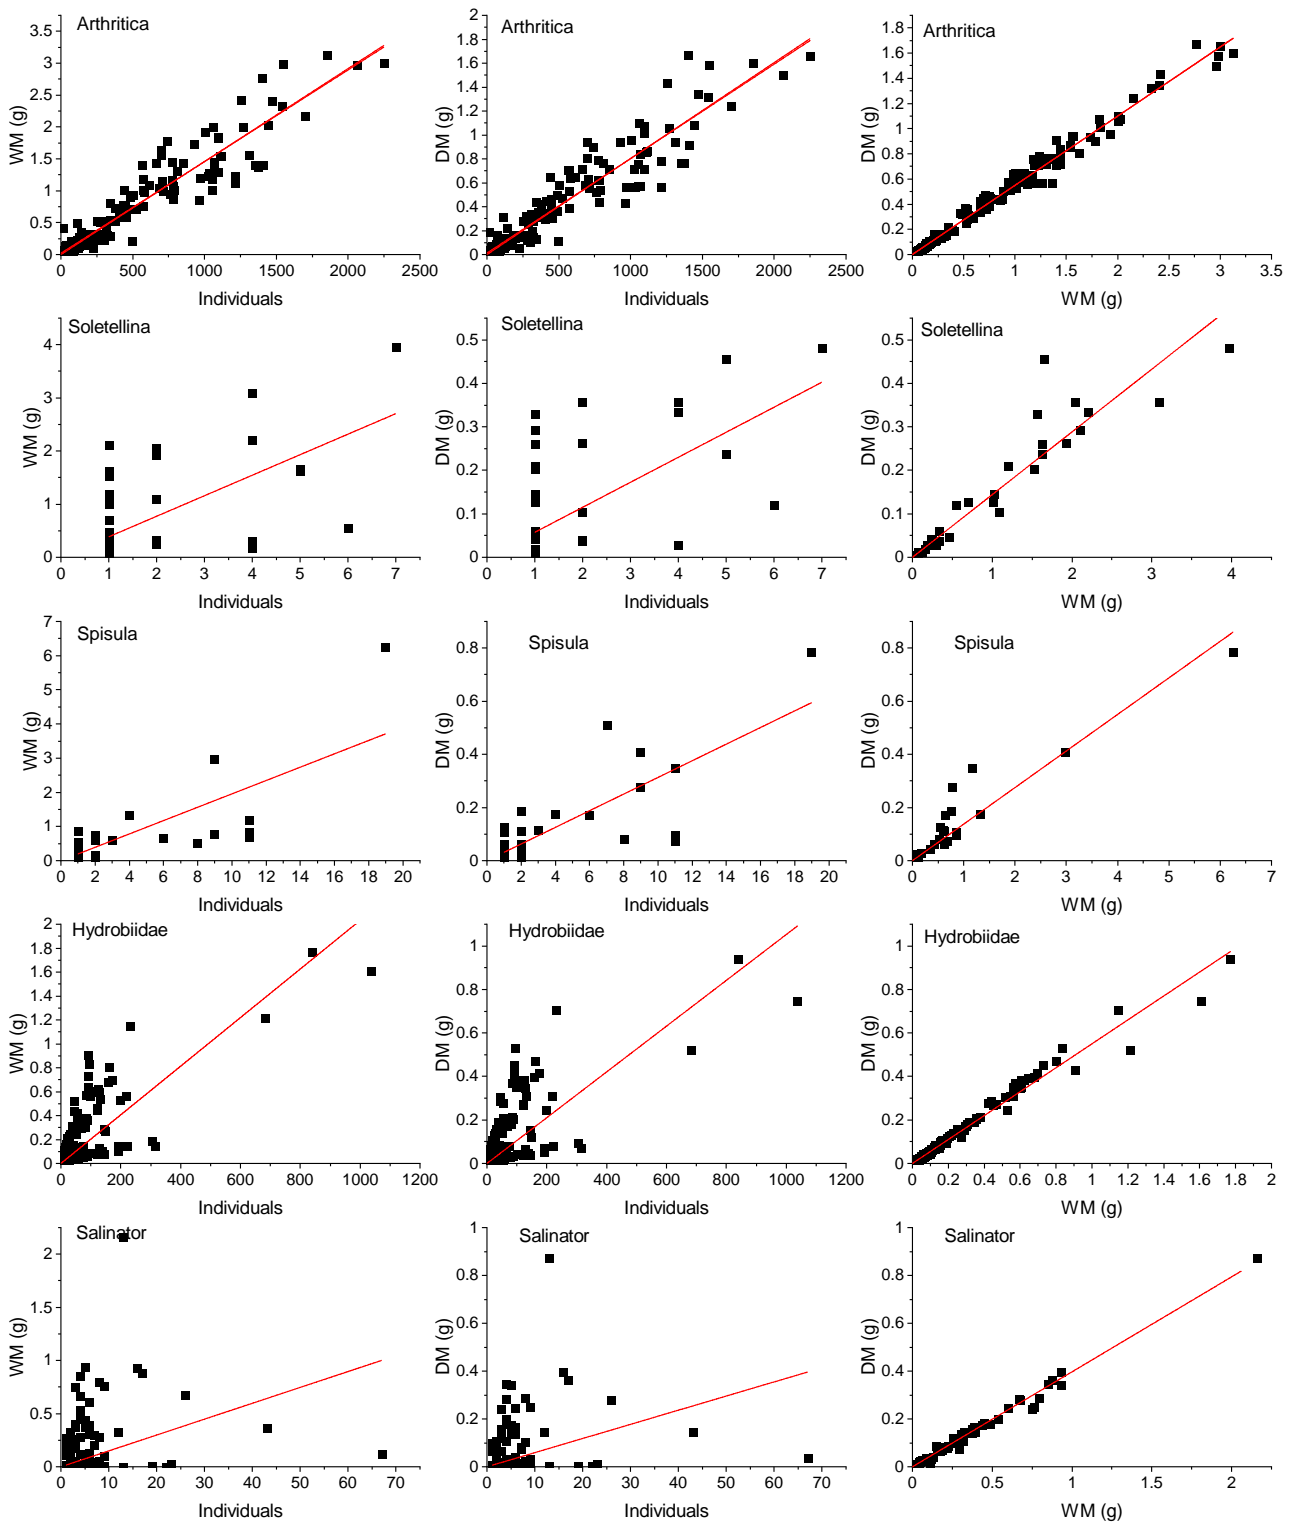 Arthritica
WM (g)
3.5
3
2.5
2
1.5
1
0.5
0
0 500 1000 1500 2000 2500
Individuals
Arthritica
DM (g)
2
1.8
1.6
1.4
1.2
1
0.8
0.6
0.4
0.2
0
0 500 1000 1500 2000 2500
Individuals
Arthritica
DM (g)
1.8
1.6
1.4
1.2
1
0.8
0.6
0.4
0.2
0
0.5 1 1.5 2 2.5 3 3.5
WM (g)
Soletellina
WM (g)
4
3
2
1
0
0 1 2 3 4 5 6 7
Individuals
Soletellina
DM (g)
0.5
0.4
0.3
0.2
0.1
0
0 1 2 3 4 5 6 7
Individuals
Soletellina
DM (g)
0.5
0.4
0.3
0.2
0.1
0
0 1 2 3 4
WM (g)
Spisula
WM (g)
7
6
5
4
3
2
1
0
0 2 4 6 8 10 12 14 16 18 20
Individuals
Spisula
DM (g)
0.8
0.6
0.4
0.2
0
0 2 4 6 8 10 12 14 16 18 20
Individuals
Spisula
DM (g)
0.8
0.6
0.4
0.2
0
0 1 2 3 4 5 6 7
WM (g)
Hydrobiidae
WM (g)
2
1.8
1.6
1.4
1.2
1
0.8
0.6
0.4
0.2
0
0 200 400 600 800 1000 1200
Individuals
Hydrobiidae
DM (g)
1
0.8
0.6
0.4
0.2
0
0 200 400 600 800 1000 1200
Individuals
Hydrobiidae
DM (g)
1
0.8
0.6
0.4
0.2
0
0.2 0.4 0.6 0.8 1 1.2 1.4 1.6 1.8 2
WM (g)
Salinator
WM (g)
2
1.5
1
0.5
0
0 10 20 30 40 50 60 70
Individuals
Salinator
DM (g)
1
0.8
0.6
0.4
0.2
0
0 10 20 30 40 50 60 70
Individuals
Salinator
DM (g)
1
0.8
0.6
0.4
0.2
0
0 0.5 1 1.5 2
WM (g)